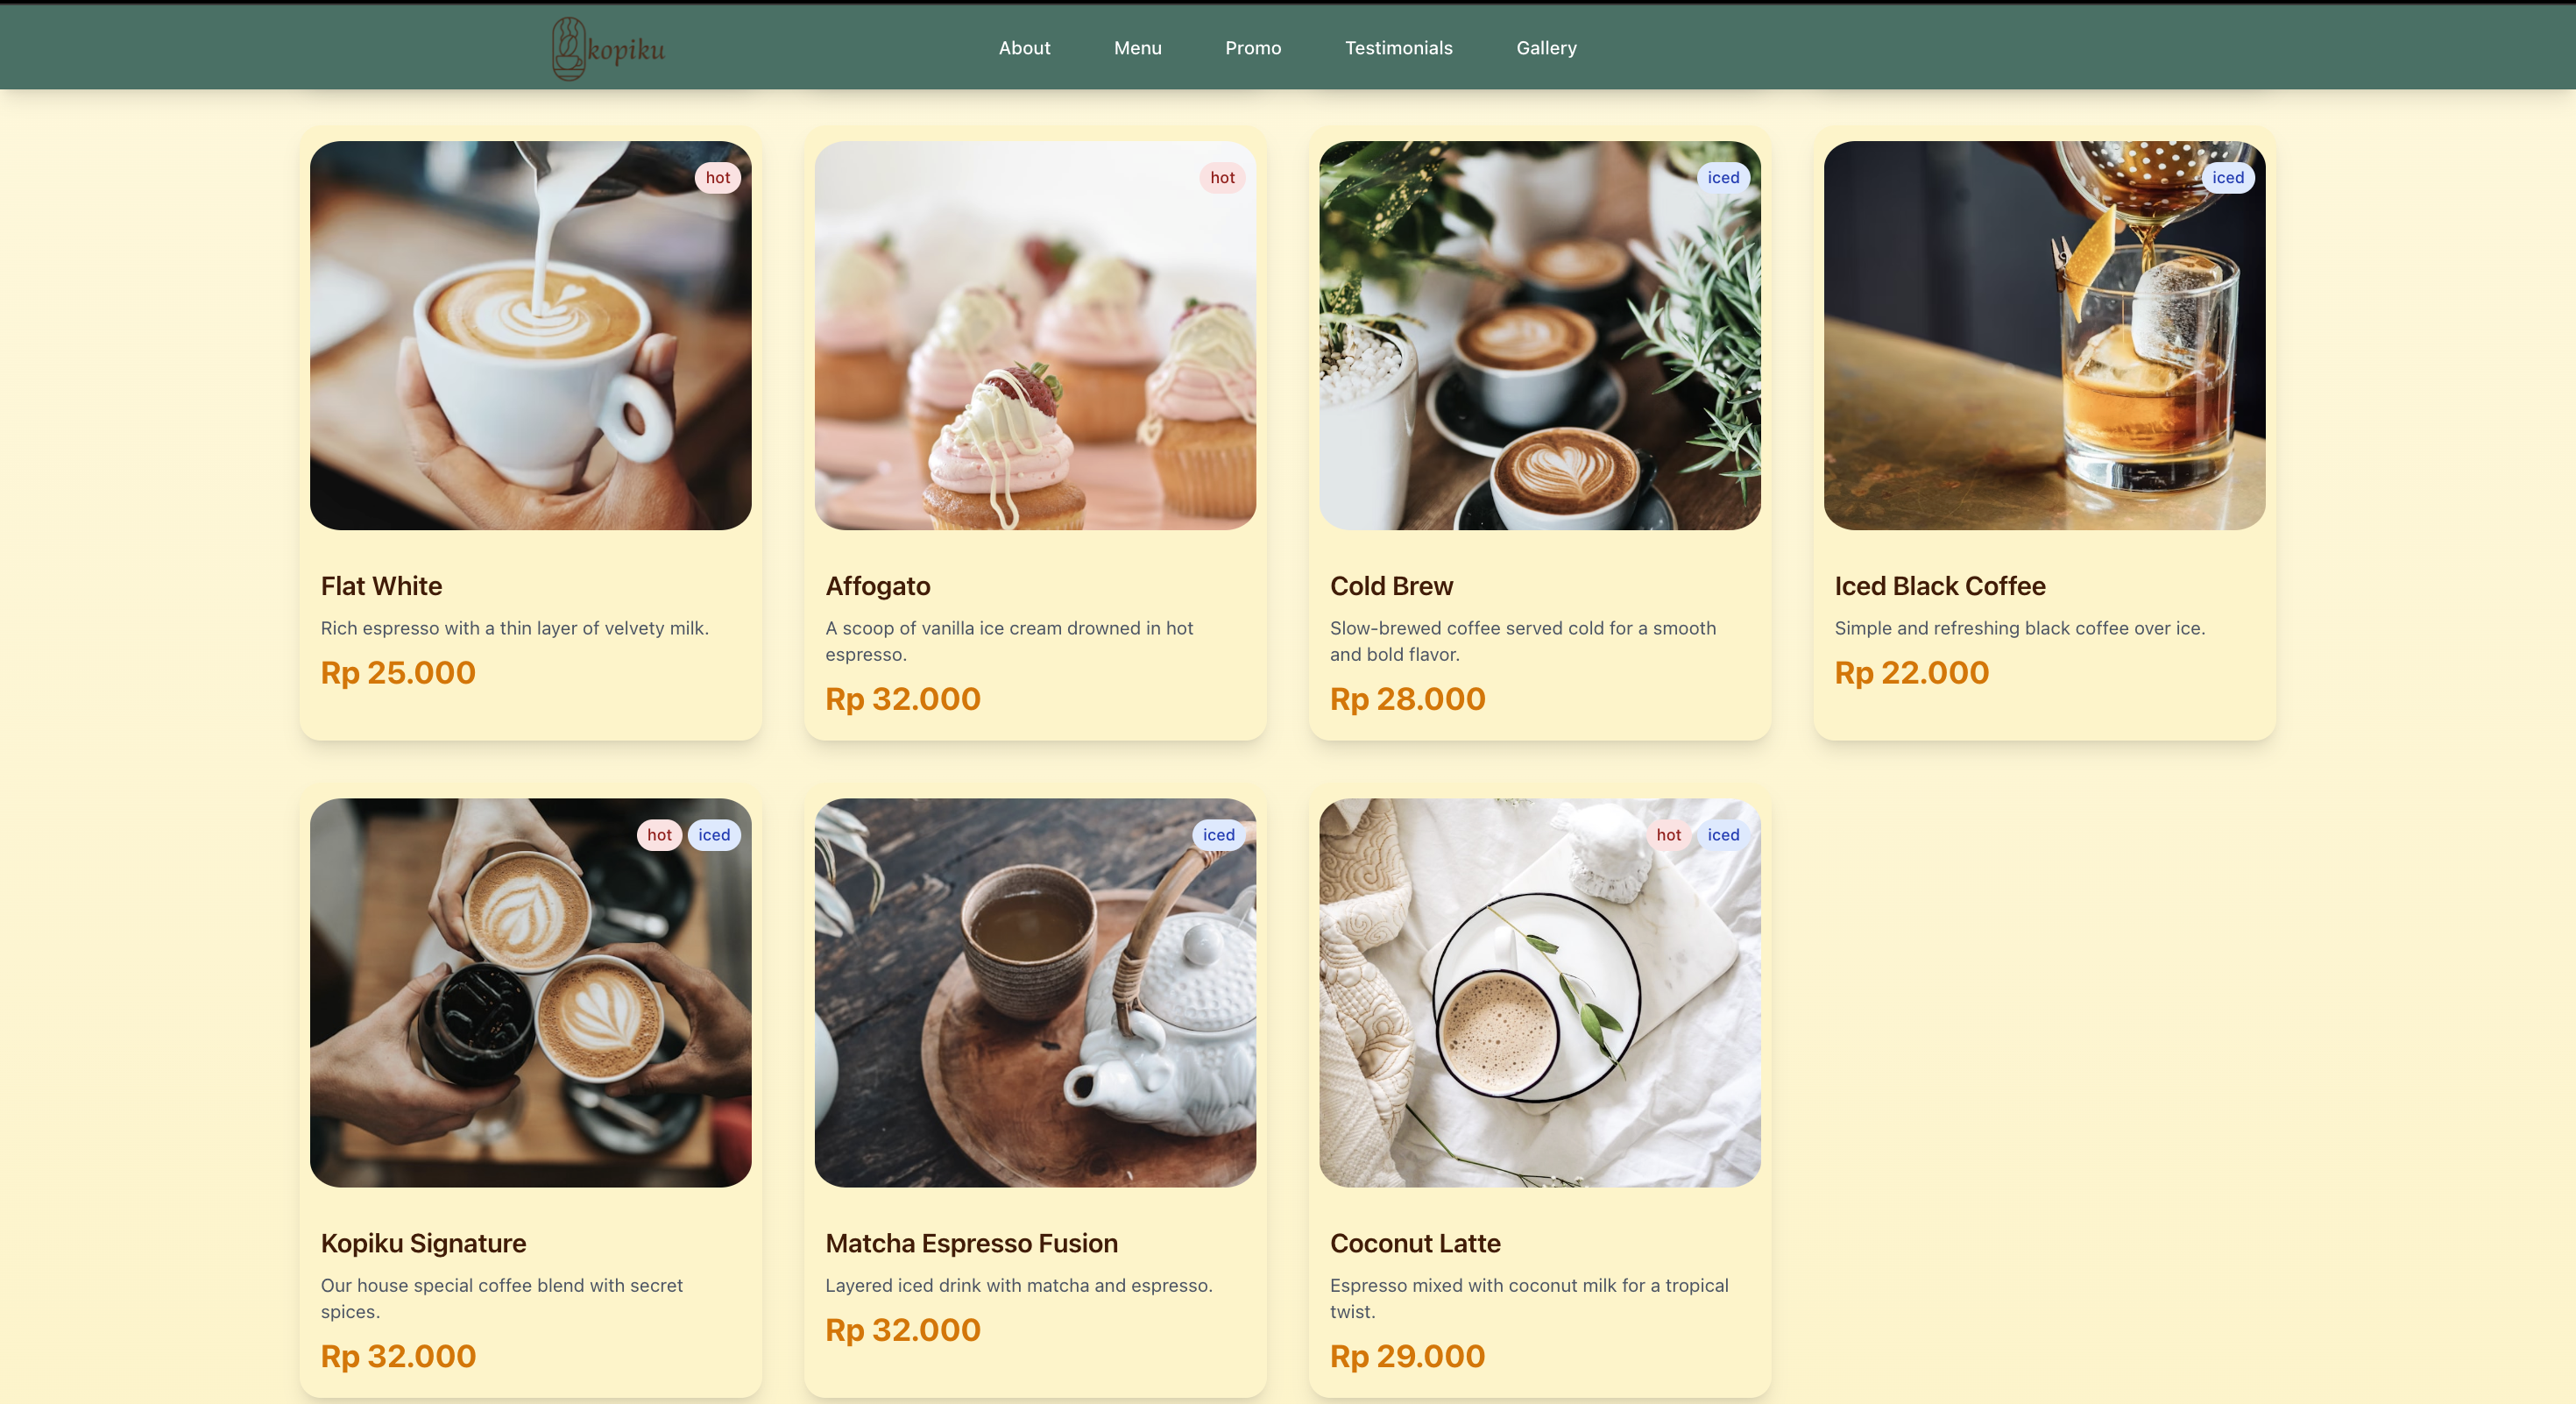 kopiku
About
Menu
Promo
Testimonials
Gallery
hot
hot
iced
iced
Flat White
Rich espresso with a thin layer of velvety milk.
Rp 25.000
Affogato
A scoop of vanilla ice cream drowned in hot
espresso.
Rp 32.000
Cold Brew
Slow-brewed coffee served cold for a smooth
and bold flavor.
Rp 28.000
Iced Black Coffee
Simple and refreshing black coffee over ice.
Rp 22.000
hot
iced
iced
hot
iced
Kopiku Signature
Our house special coffee blend with secret
spices.
Rp 32.000
Matcha Espresso Fusion
Layered iced drink with matcha and espresso.
Rp 32.000
Coconut Latte
Espresso mixed with coconut milk for a tropical
twist.
Rp 29.000